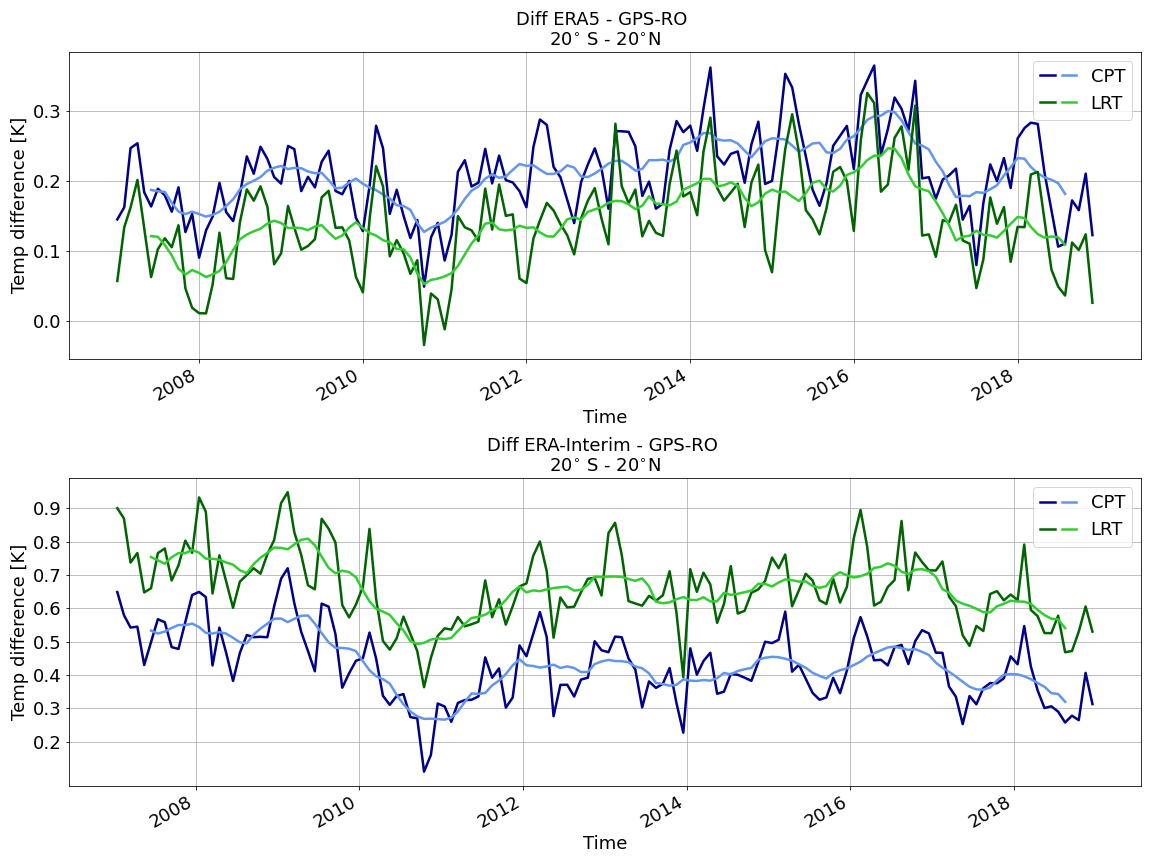 Diff ERA5 - GPS-RO
20° S - 20°N
Temp difference [K]
0.3
0.2
0.1
0.0
CPT
LRT
2008
2010
2012
2014
2016
2018
Time
Diff ERA-Interim - GPS-RO
20° S - 20°N
Temp difference [K]
0.9
0.8
0.7
0.6
0.5
0.4
0.3
0.2
CPT
LRT
2008
2010
2012
2014
2016
2018
Time